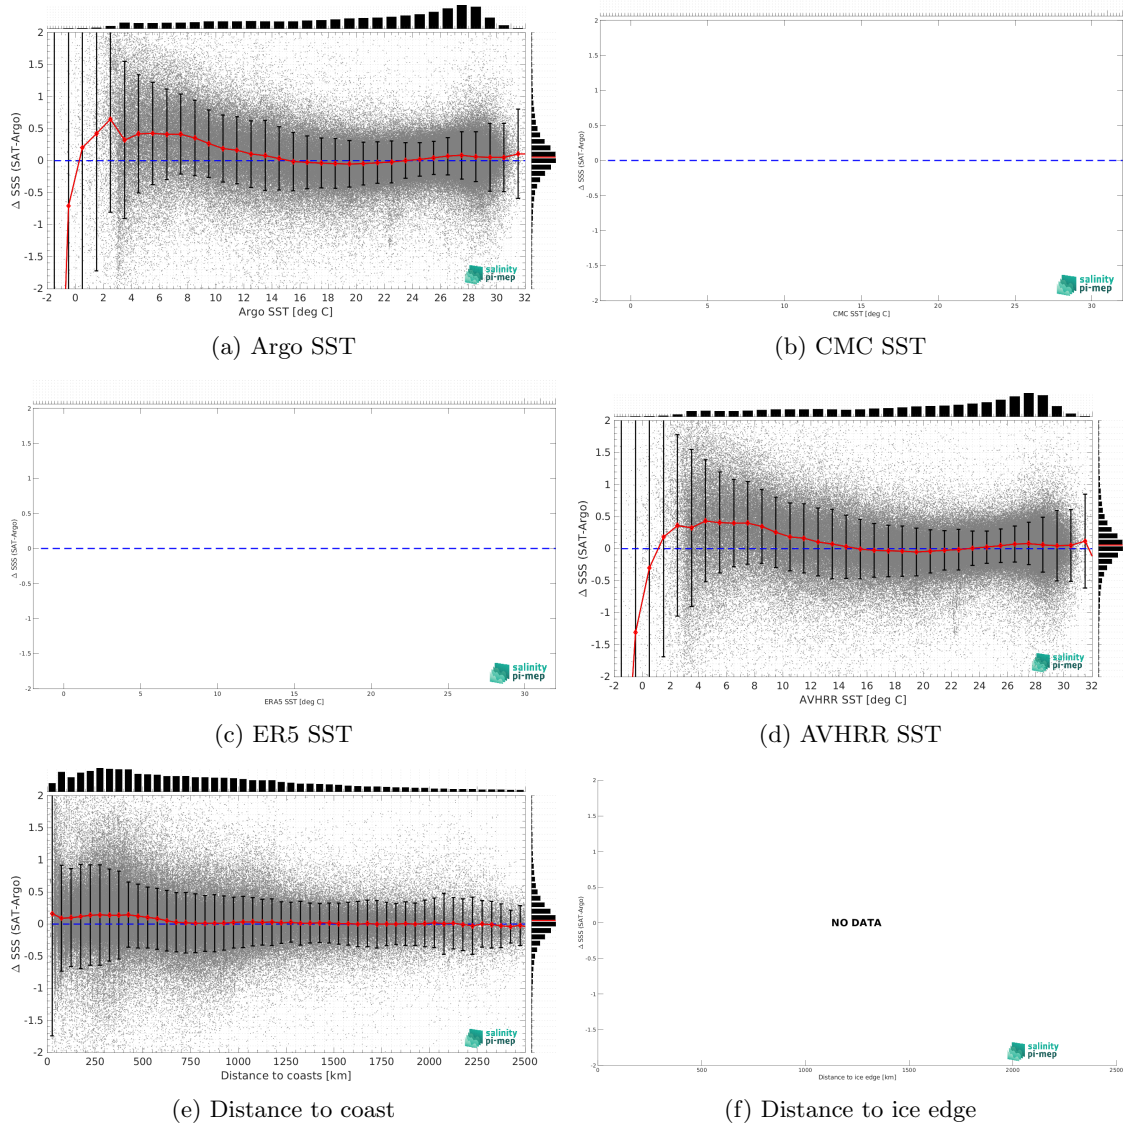 2
1.5
1
0.5
0
-0.5
-1
-1.5
-2
Δ SSS (SAT-Argo)
-2 0 2 4 6 8 10 12 14 16 18 20 22 24 26 28 30 32
Argo SST [deg C]
salinity
pi-mep
(a) Argo SST
2
1.5
1
0.5
0
-0.5
-1
-1.5
-2
Δ SSS (SAT-Argo)
0 5 10 15 20 25 30
CMC SST [deg C]
salinity
pi-mep
(b) CMC SST
2
1.5
1
0.5
0
-0.5
-1
-1.5
-2
Δ SSS (SAT-Argo)
0 5 10 15 20 25 30
ERA5 SST [deg C]
salinity
pi-mep
(c) ER5 SST
2
1.5
1
0.5
0
-0.5
-1
-1.5
-2
Δ SSS (SAT-Argo)
-2 0 2 4 6 8 10 12 14 16 18 20 22 24 26 28 30 32
AVHRR SST [deg C]
salinity
pi-mep
(d) AVHRR SST
2
1.5
1
0.5
0
-0.5
-1
-1.5
-2
Δ SSS (SAT-Argo)
0 250 500 750 1000 1250 1500 1750 2000 2250 2500
Distance to coasts [km]
salinity
pi-mep
(e) Distance to coast
2
1.5
1
0.5
0
-0.5
-1
-1.5
-2
Δ SSS (SAT-Argo)
NO DATA
0 500 1000 1500 2000 2500
Distance to ice edge [km]
salinity
pi-mep
(f) Distance to ice edge